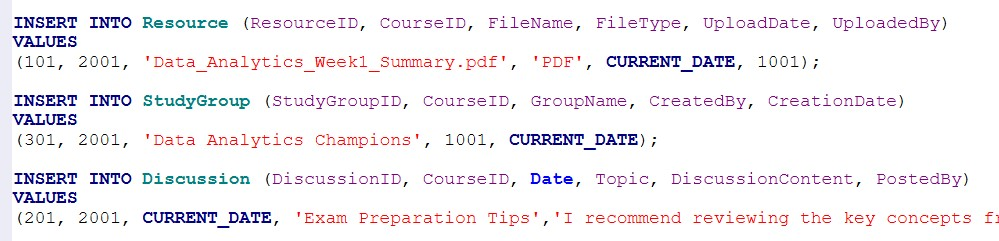 INSERT INTO Resource (ResourceID, CourseID, FileName, FileType, UploadDate, UploadedBy)
VALUES
(101, 2001, 'Data_Analytics_Week1_Summary.pdf', 'PDF', CURRENT_DATE, 1001);
INSERT INTO StudyGroup (StudyGroupID, CourseID, GroupName, CreatedBy, CreationDate)
VALUES
(301, 2001, 'Data Analytics Champions', 1001, CURRENT_DATE);
INSERT INTO Discussion (DiscussionID, CourseID, Date, Topic, DiscussionContent, PostedBy)
VALUES
(201, 2001, CURRENT_DATE, 'Exam Preparation Tips','I recommend reviewing the key concepts